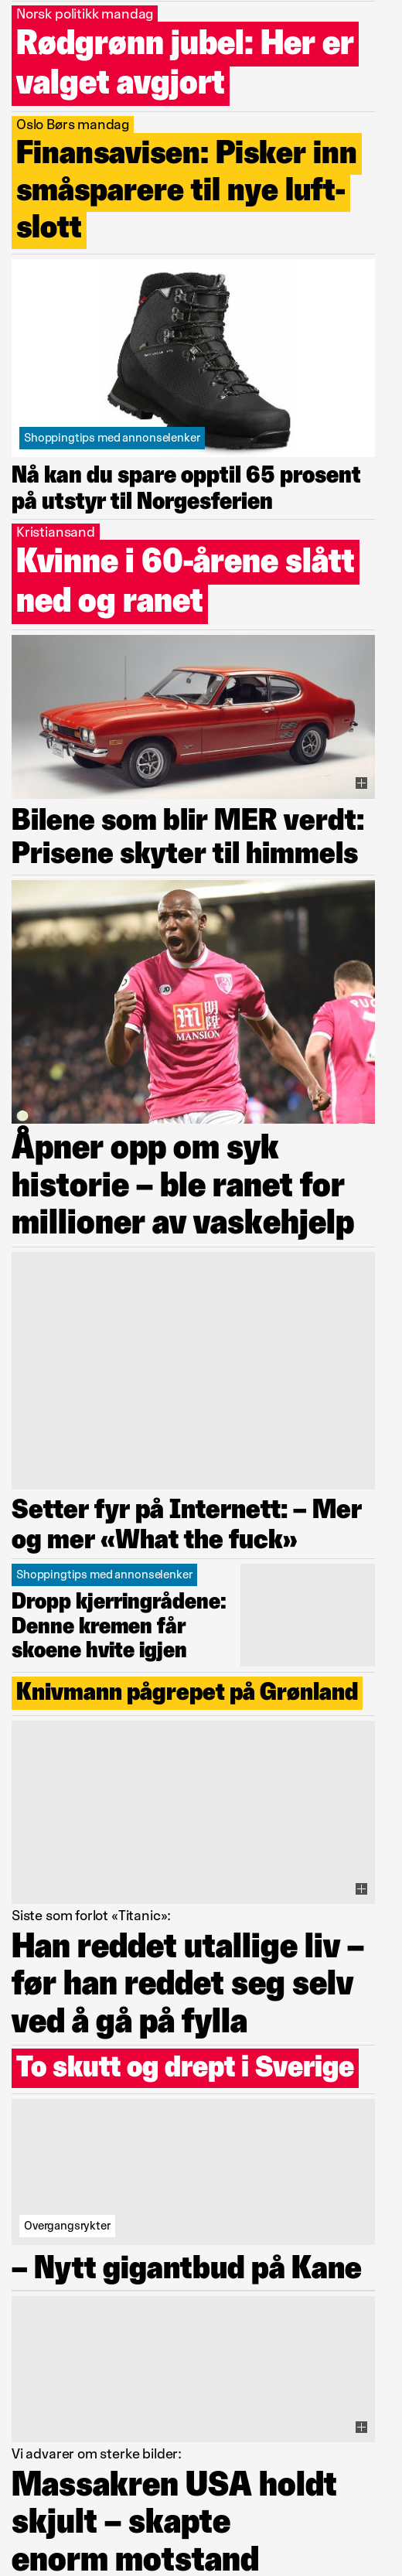 Norsk politikk mandag
Rødgrønn jubel: Her er
valget avgjort
Oslo Børs mandag
Finansavisen: Pisker inn
småsparere til nye luft-
slott
Shoppingtips med annonselenker
Nå kan du spare opptil 65 prosent
på utstyr til Norgesferien
Kristiansand
Kvinne i 60-årene slått
ned og ranet
Bilene som blir MER verdt:
Prisene skyter til himmels
MANSION
Åpner opp om syk
historie – ble ranet for
millioner av vaskehjelp
Setter fyr på Internett: – Mer
og mer «What the fuck»
Shoppingtips med annonselenker
Dropp kjerringrådene:
Denne kremen får
skoene hvite igjen
Knivmann pågrepet på Grønland
Siste som forlot «Titanic»:
Han reddet utallige liv –
før han reddet seg selv
ved å gå på fylla
To skutt og drept i Sverige
Overgangsrykter
– Nytt gigantbud på Kane
Vi advarer om sterke bilder:
Massakren USA holdt
skjult – skapte
enorm motstand